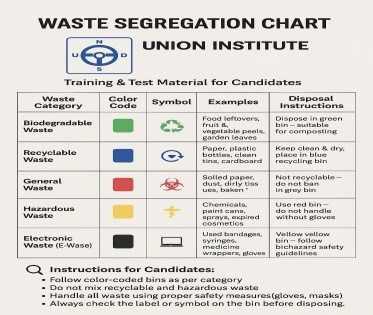 WASTE SEGREGATION CHART
N
U D
S
UNION INSTITUTE
Training & Test Material for Candidates
Waste Category
Color Code
Symbol
Examples
Disposal Instructions
Biodegradable Waste
Food leftovers,
fruit &,
vegetable peels,
garden leaves
Dispose in green
bin – suitable
for composting
Recyclable
Waste
Paper, plastic
bottles, clean
tins, cardboard
Keep clean & dry,
place in blue
recycling bin
General
Waste
Soiled paper,
dust, dirly tiss
ues, baken
Not recyclable—
do not ban
in grey bin
Hazardous
Waste
Chemicals,
paint cans,
sprays, expired
cosmetics
Use red bin—
do not handle
without gloves
Electronic
Waste (E-Wase)
Used bandages,
syringes,
medicine
wrappers, gloves
Vellow yellow
bin – follow
bichazard safety
guidelines
Instructions for Candidates:
• Follow color-coded bins as per category
• Do not mix recyclable and hazardous waste
• Handle all waste using proper safety measures(gloves, masks)
• Always check the label or symbol on the bin before disposing.